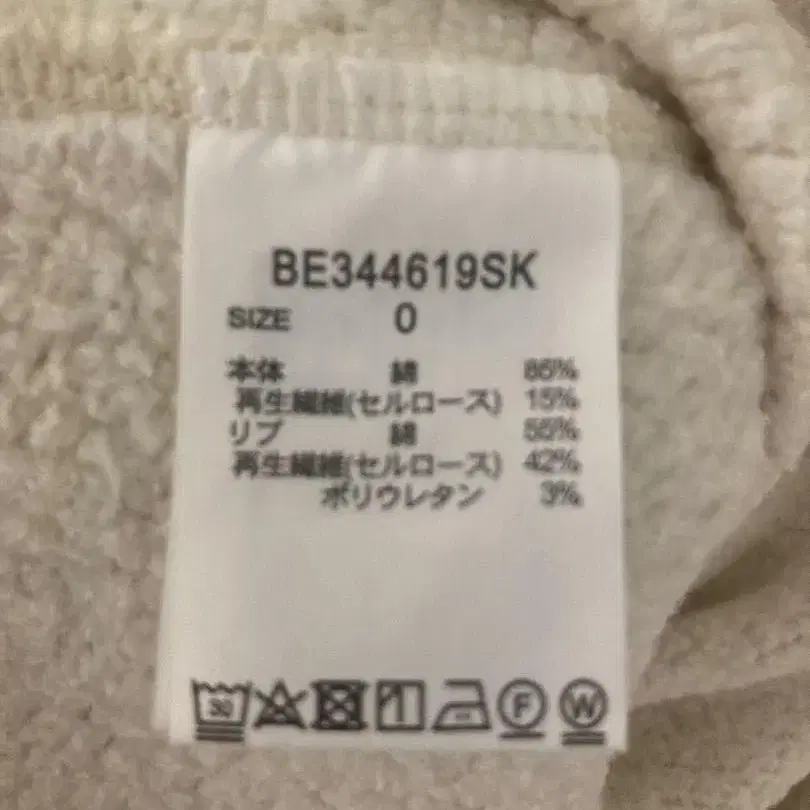 BE344619SK
SIZE 0
本体 綿 85%
再生繊維(セルロース) 15%
リブ 綿 55%
再生繊維(セルロース) 42%
ポリウレタン 3%
30 F W